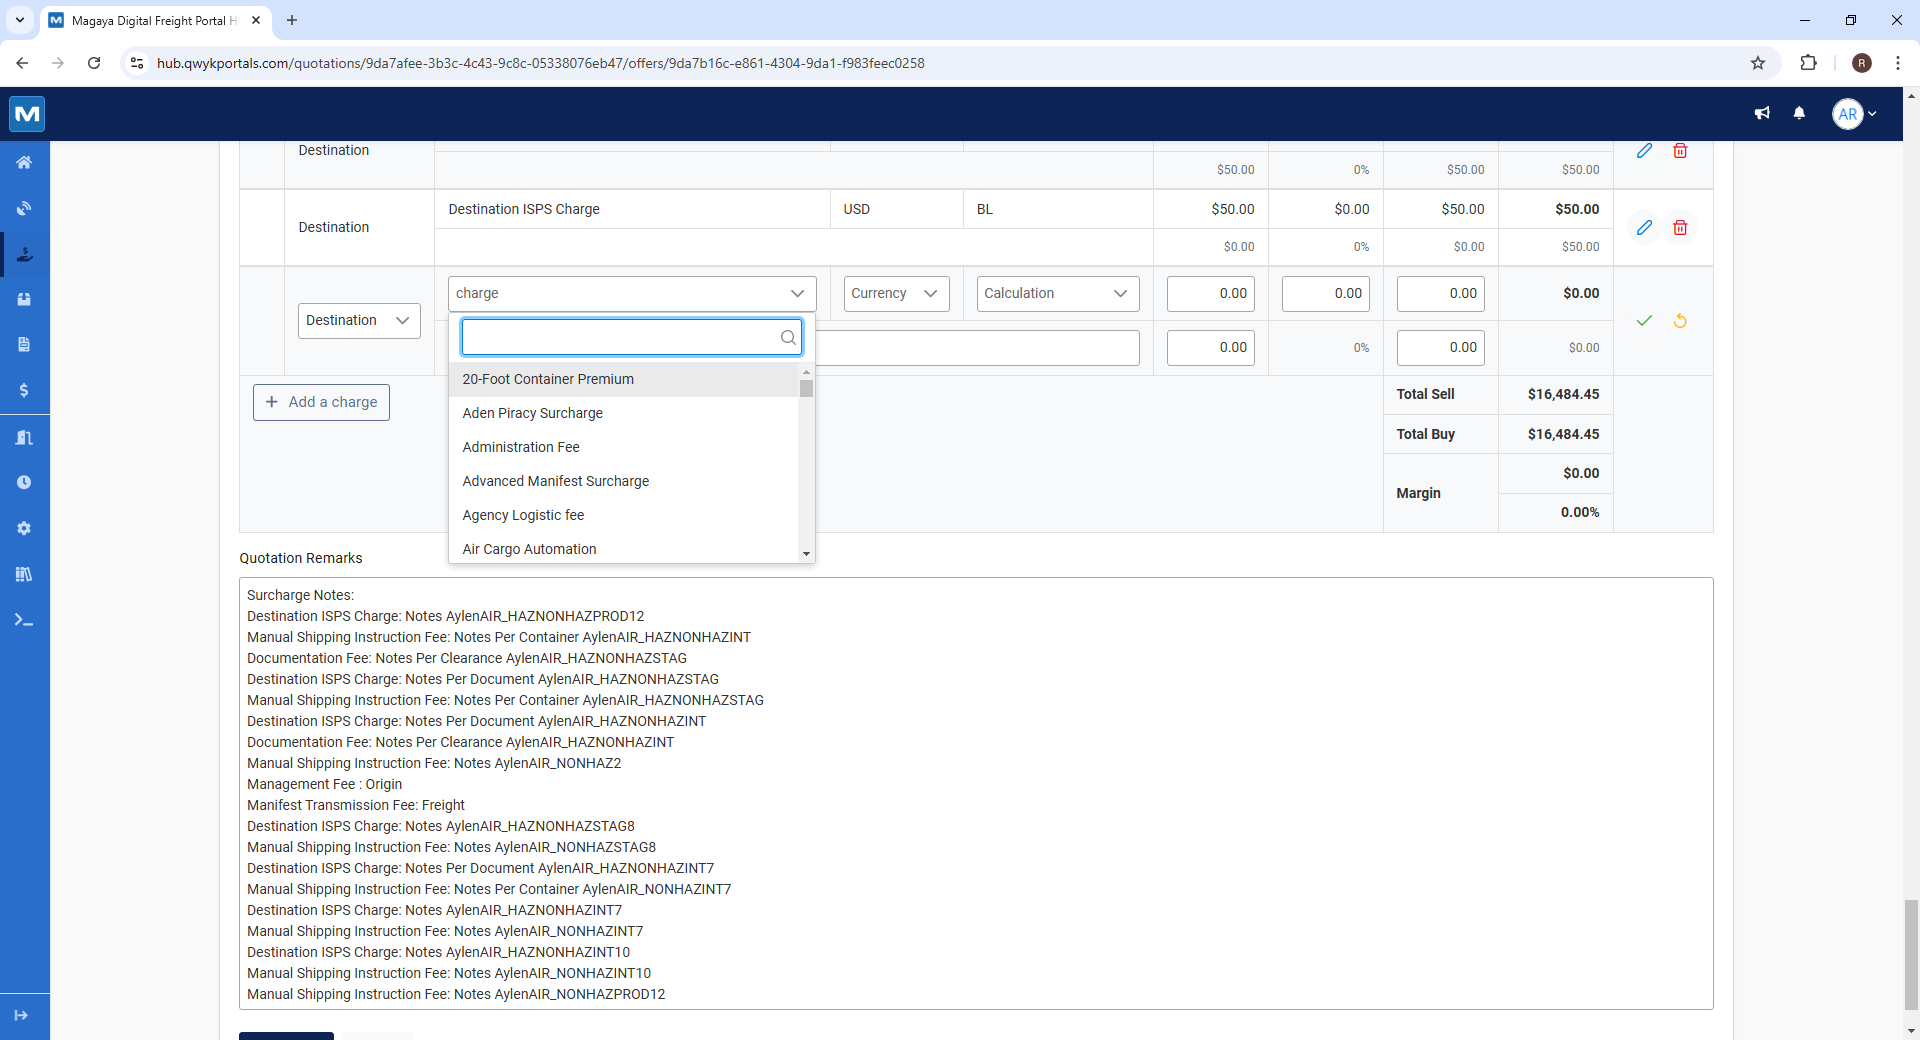 Magaya Digital Freight Portal H
hub.qwykportals.com/quotations/9da7afee-3b3c-4c43-9c8c-05338076eb47/offers/9da7b16c-e861-4304-9da1-f983feec0258
R
M
AR
Destination
$50.00 0% $50.00 $50.00
Destination Destination ISPS Charge USD BL $50.00 $0.00 $50.00 $50.00
$0.00 0% $0.00 $50.00
Destination charge Currency Calculation 0.00 0.00 0.00 $0.00
0.00 0% 0.00 $0.00
20-Foot Container Premium
Aden Piracy Surcharge
Administration Fee
Advanced Manifest Surcharge
Agency Logistic fee
Air Cargo Automation
+ Add a charge
Total Sell $16,484.45
Total Buy $16,484.45
Margin $0.00
0.00%
Quotation Remarks
Surcharge Notes:
Destination ISPS Charge: Notes AylenAIR_HAZNONHAZPROD12
Manual Shipping Instruction Fee: Notes Per Container AylenAIR_HAZNONHAZINT
Documentation Fee: Notes Per Clearance AylenAIR_HAZNONHAZSTAG
Destination ISPS Charge: Notes Per Document AylenAIR_HAZNONHAZSTAG
Manual Shipping Instruction Fee: Notes Per Container AylenAIR_HAZNONHAZSTAG
Destination ISPS Charge: Notes Per Document AylenAIR_HAZNONHAZINT
Documentation Fee: Notes Per Clearance AylenAIR_HAZNONHAZINT
Manual Shipping Instruction Fee: Notes AylenAIR_NONHAZ2
Management Fee : Origin
Manifest Transmission Fee: Freight
Destination ISPS Charge: Notes AylenAIR_HAZNONHAZSTAG8
Manual Shipping Instruction Fee: Notes AylenAIR_NONHAZSTAG8
Destination ISPS Charge: Notes Per Document AylenAIR_HAZNONHAZINT7
Manual Shipping Instruction Fee: Notes Per Container AylenAIR_NONHAZINT7
Destination ISPS Charge: Notes AylenAIR_HAZNONHAZINT7
Manual Shipping Instruction Fee: Notes AylenAIR_NONHAZINT7
Destination ISPS Charge: Notes AylenAIR_HAZNONHAZINT10
Manual Shipping Instruction Fee: Notes AylenAIR_NONHAZINT10
Manual Shipping Instruction Fee: Notes AylenAIR_NONHAZPROD12